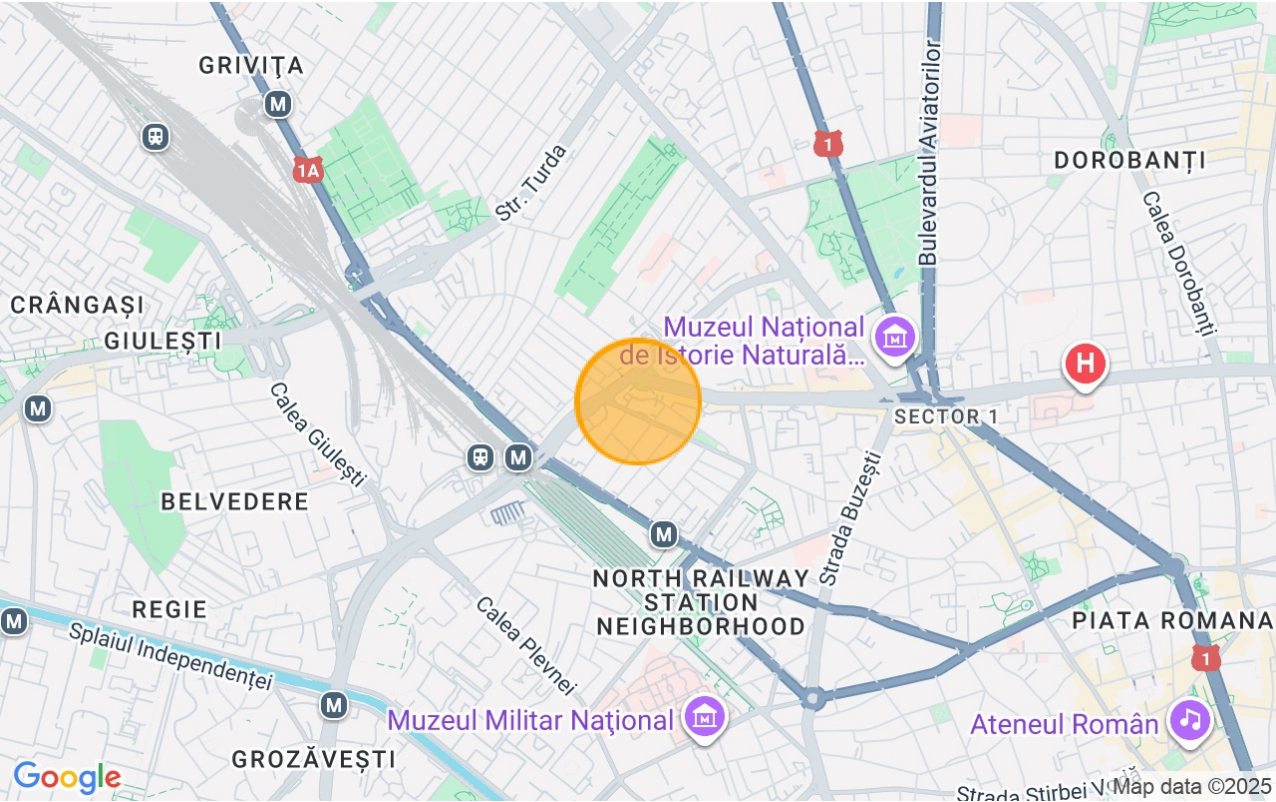 GRIVIŢA
M
1A
Str. Turda
1
Bulevardul Aviatorilor
DOROBANȚI
Calea Dorobanți
CRÂNGAȘI
GIULEȘTI
Muzeul Național
de Istorie Naturală...
H
M
SECTOR 1
Calea Giulești
M
BELVEDERE
Strada Buzești
M
NORTH RAILWAY
STATION
NEIGHBORHOOD
REGIE
M
Splaiul Independenței
Calea Plevnei
PIATA ROMANA
1
M
Muzeul Militar Naţional
Ateneul Român
GROZĂVEȘTI
Google
Strada Știrbei
Map data ©2025